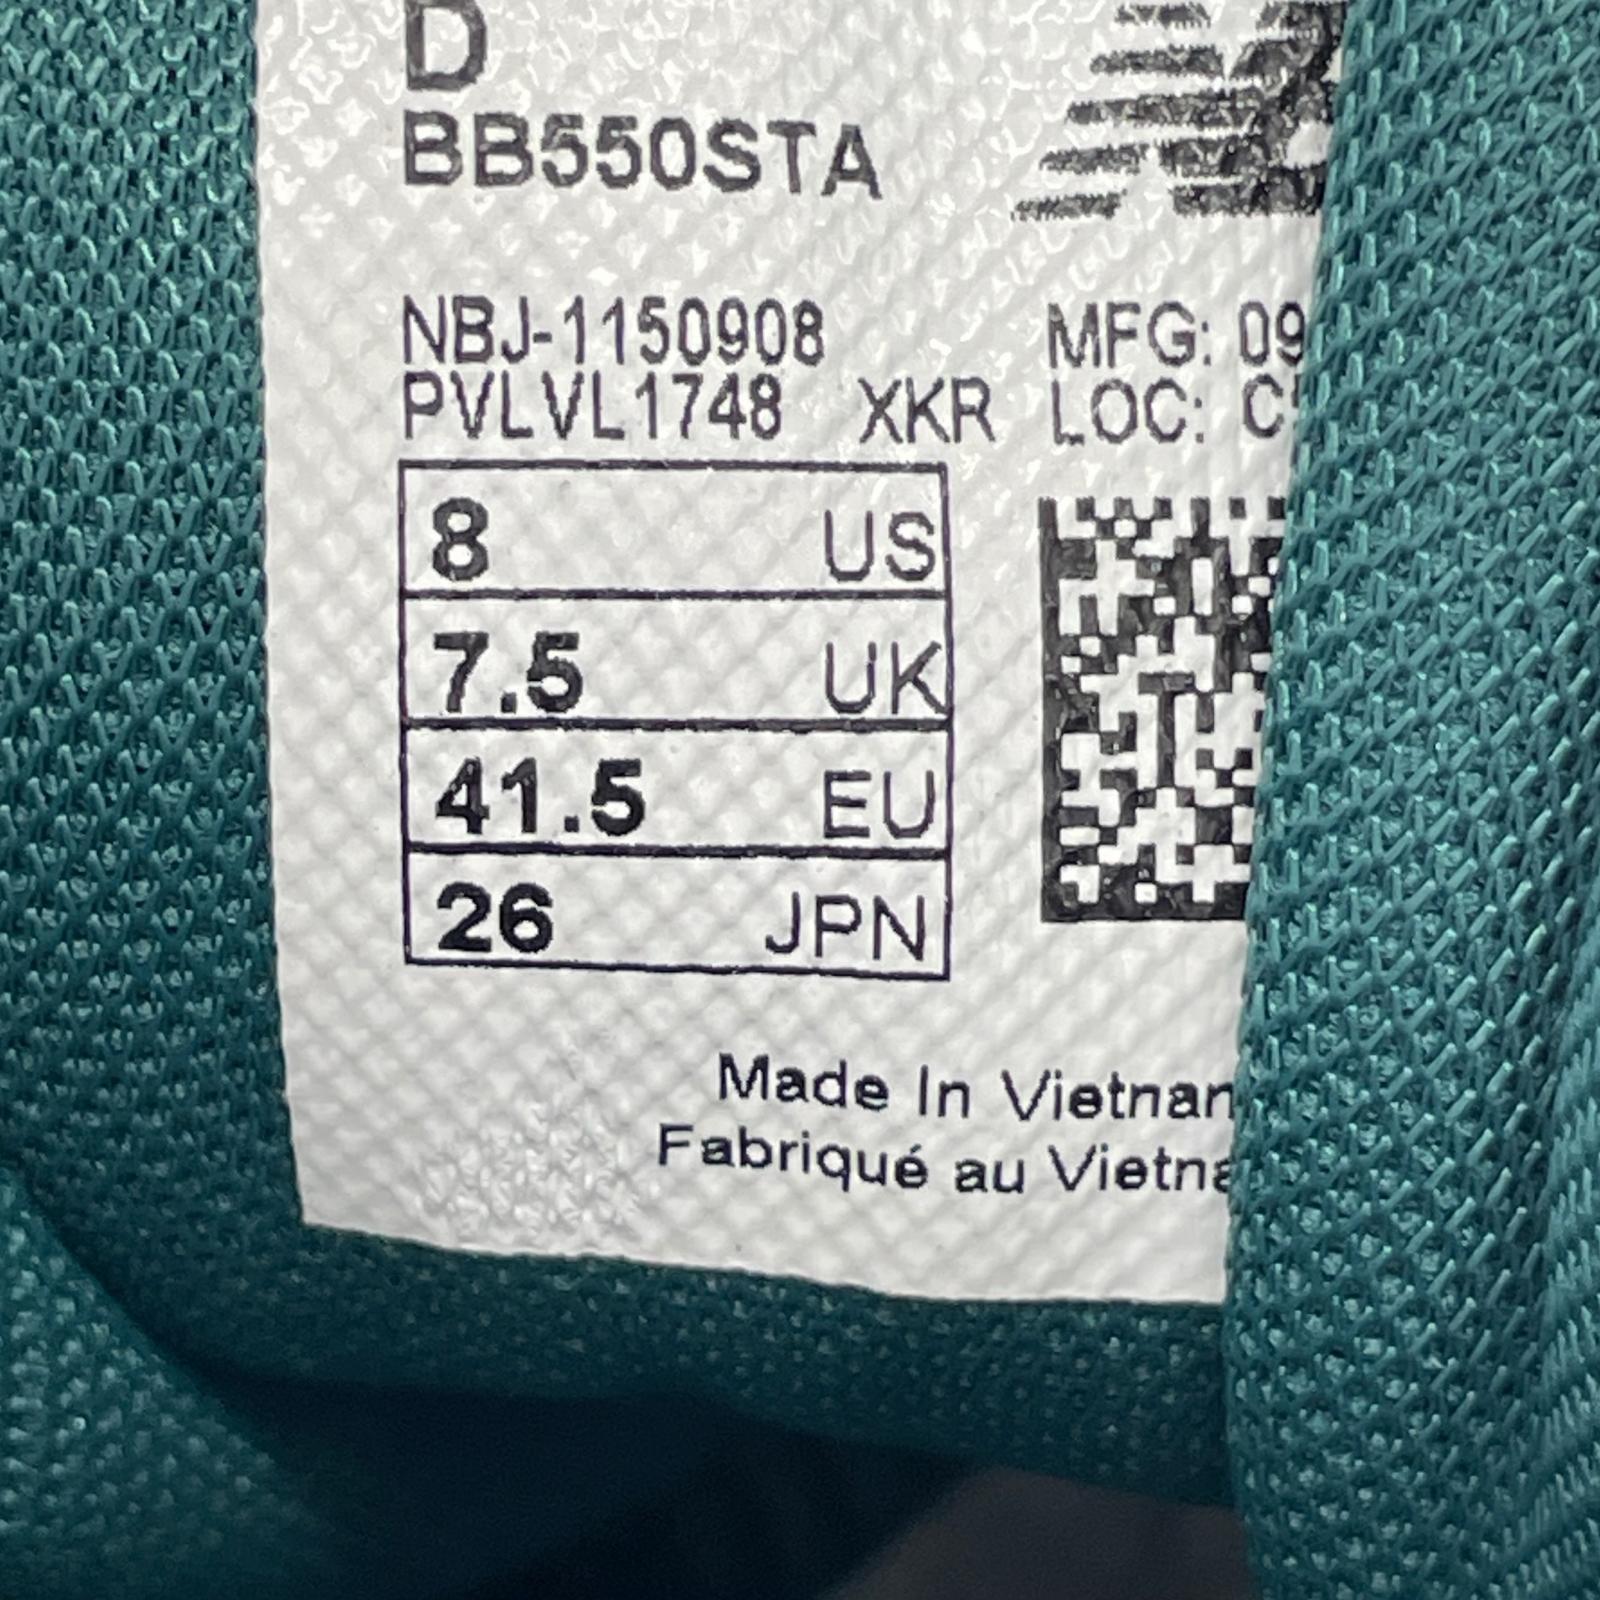 D
BB550STA
NBJ-1150908 MFG: 09
PVLVL1748 XKR LOC: C
8 US
7.5 UK
41.5 EU
26 JPN
Made In Vietnam
Fabriqué au Vietna